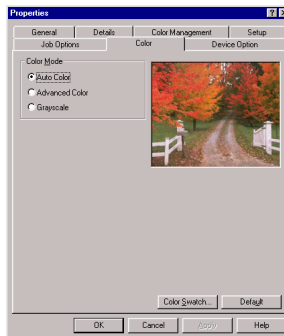 Properties
General Details Color Management Setup
Job Options Color Device Option
Color Mode
Auto Color
Advanced Color
Grayscale
Color Swatch... Default
OK Cancel Apply Help